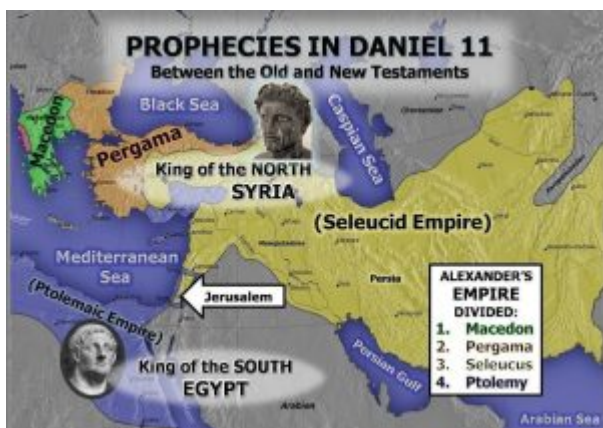 PROPHECIES IN DANIEL 11
Between the Old and New Testaments
Black Sea
Caspian Sea
Macedon
Pergama
King of the NORTH
SYRIA
(Seleucid Empire)
Mediterranean
Sea
Persia
(Ptolemaic Empire)
Jerusalem
ALEXANDER'S
EMPIRE
DIVIDED:
1. Macedon
2. Pergama
3. Seleucus
4. Ptolemy
King of the SOUTH
EGYPT
Persian Gulf
Arabian
Arabian Sea